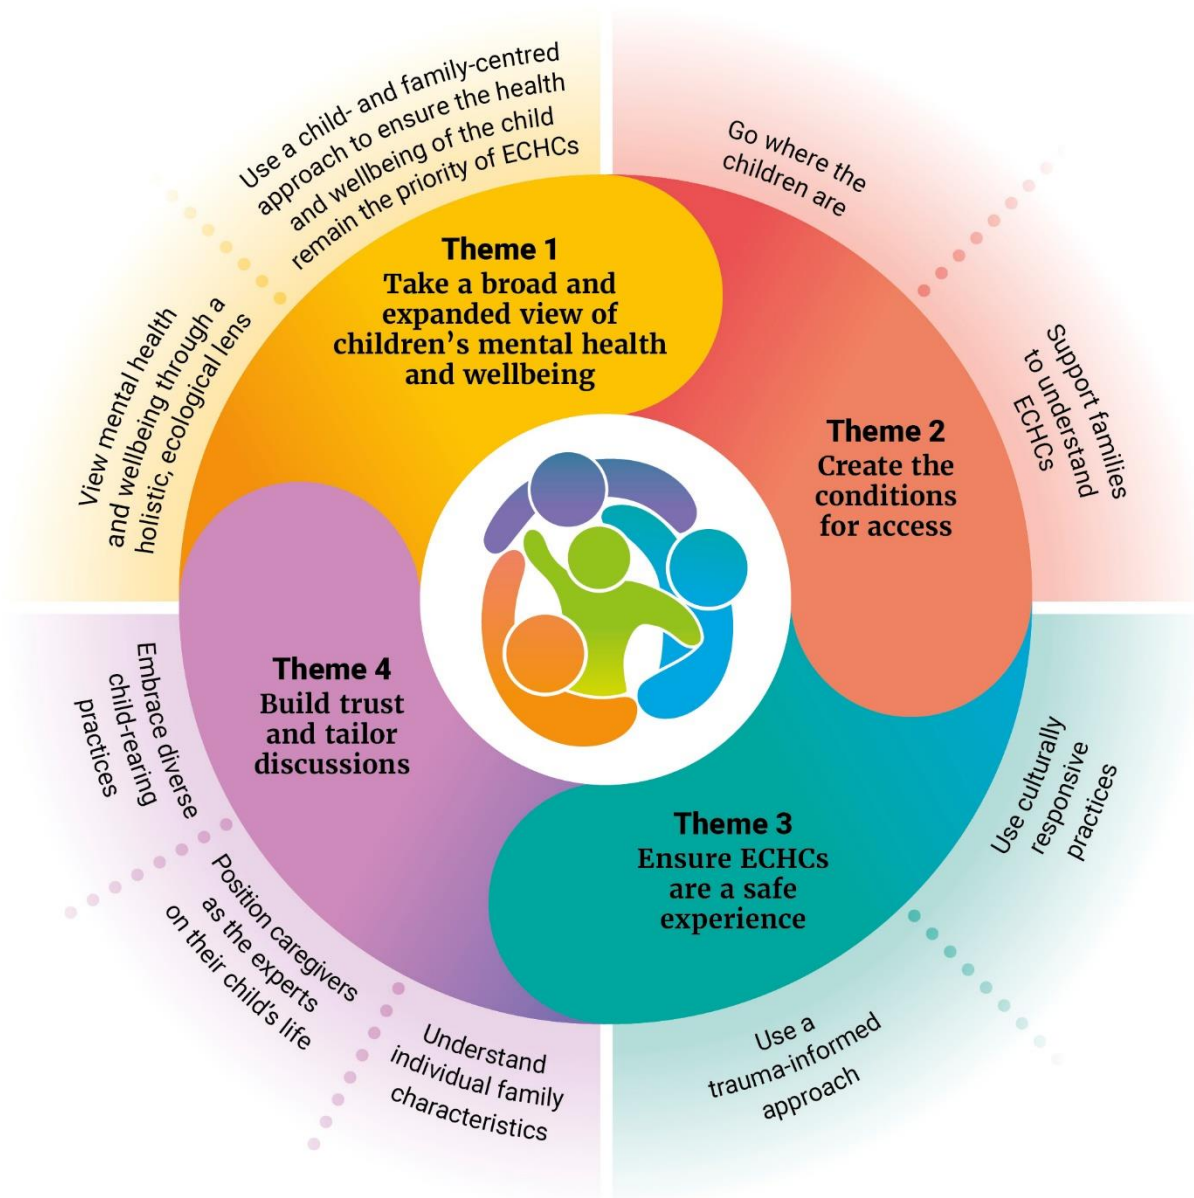 Theme 1
Take a broad and
expanded view of
children's mental health
and wellbeing
View mental health
and wellbeing through a
holistic, ecological lens
Use a child- and family-centred
approach to ensure the health
and wellbeing of the child
remain the priority of ECHCs
Theme 2
Create the
conditions
for access
Go where the
children are
Support families
to understand
ECHCs
Theme 3
Ensure ECHCs
are a safe
experience
Use culturally
responsive
practices
Use a
trauma-informed
approach
Theme 4
Build trust
and tailor
discussions
Understand
individual family
characteristics
Position caregivers
as the experts
on their child's life
Embrace diverse
child-rearing
practices